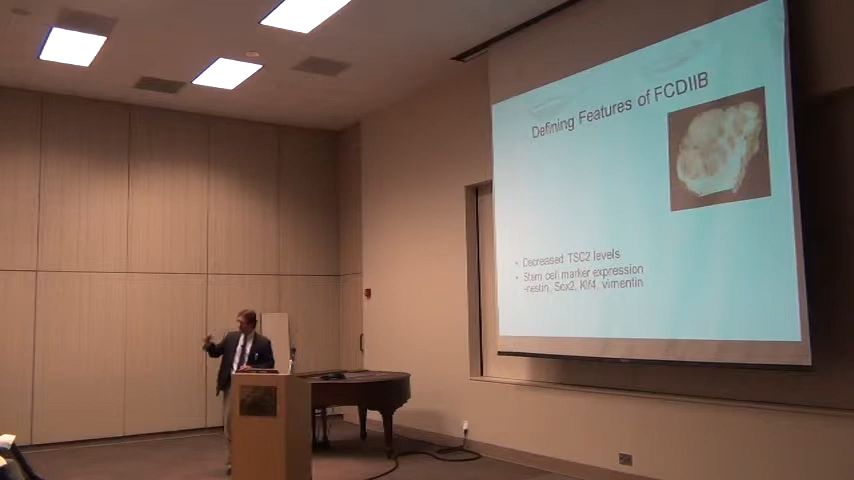 Defining Features of FCDIIB
• Decreased TSC2 levels
• Stem cell marker expression
-nestin, Sox2, Klf4, vimentin